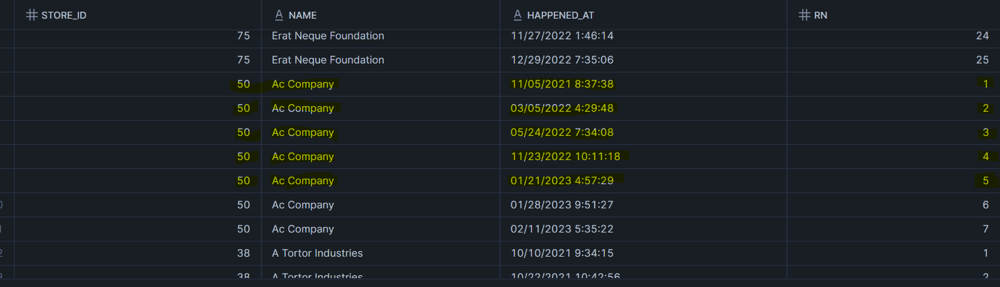 STORE_ID NAME HAPPENED_AT RN
75 Erat Neque Foundation 11/27/2022 1:46:14 24
75 Erat Neque Foundation 12/29/2022 7:35:06 25
50 Ac Company 11/05/2021 8:37:38 1
50 Ac Company 03/05/2022 4:29:48 2
50 Ac Company 05/24/2022 7:34:08 3
50 Ac Company 11/23/2022 10:11:18 4
50 Ac Company 01/21/2023 4:57:29 5
50 Ac Company 01/28/2023 9:51:27 6
50 Ac Company 02/11/2023 5:35:22 7
38 A Tortor Industries 10/10/2021 9:34:15 1
38 A Tortor Industries 10/22/2021 10:42:56 2